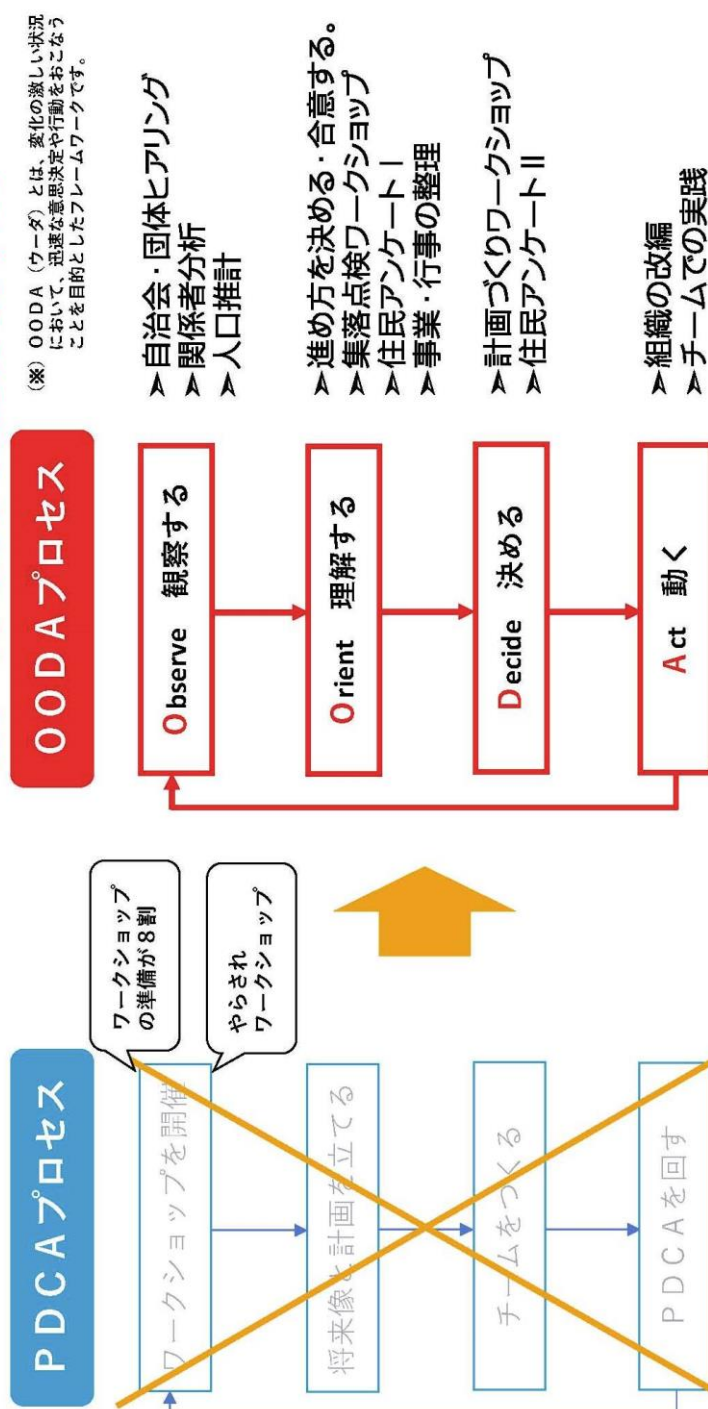 PDCAプロセス
ワークショップを開催
将来像と計画を立てる
チームをつくる
PDCAを回す
ワークショップ
の準備が8割
やらされ
ワークショップ
OODAプロセス
(※) OODA(ウーダ)とは、変化の激しい状況
において、迅速な意思決定や行動をおこなう
ことを目的としたフレームワークです。
Observe 観察する
➤自治会・団体ヒアリング
➤関係者分析
➤人口推計
Orient 理解する
➤進め方を決める・合意する。
➤集落点検ワークショップ
➤住民アンケートⅠ
➤事業・行事の整理
Decide 決める
➤計画づくりワークショップ
➤住民アンケートⅡ
Act 動く
➤組織の改編
➤チームでの実践